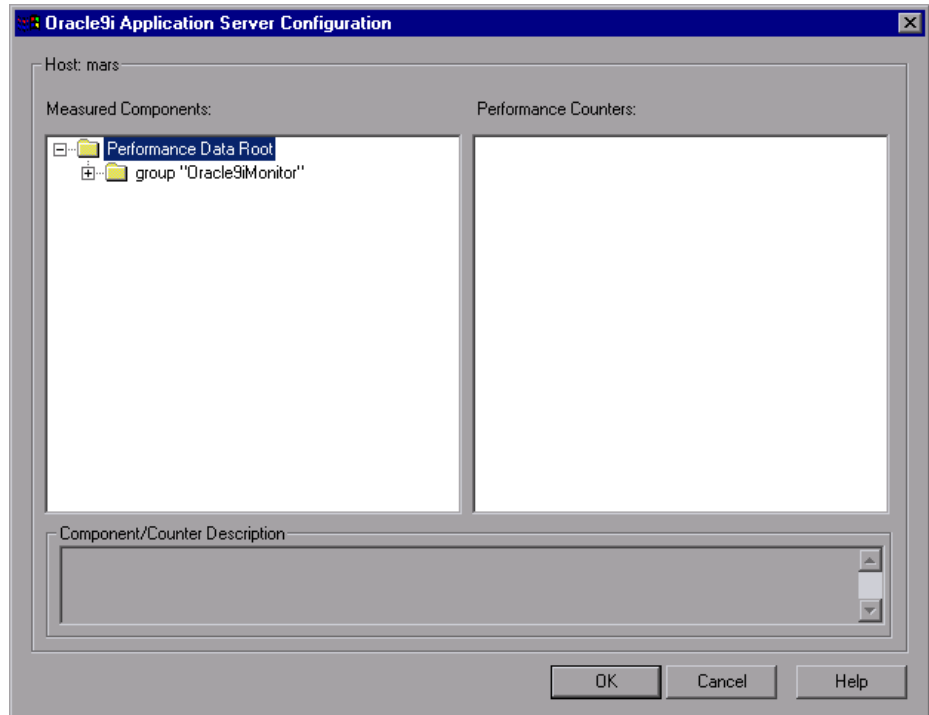 Oracle9i Application Server Configuration
Host: mars
Measured Components:
Performance Counters:
Performance Data Root
group "Oracle9iMonitor"
Component/Counter Description
OK
Cancel
Help